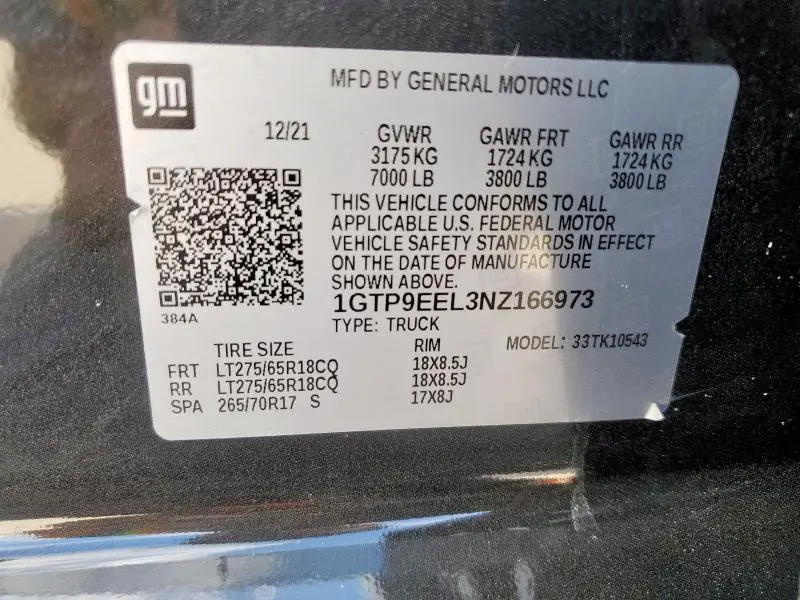 gm
MFD BY GENERAL MOTORS LLC
12/21 GVWR GAWR FRT GAWR RR
3175 KG 1724 KG 1724 KG
7000 LB 3800 LB 3800 LB
THIS VEHICLE CONFORMS TO ALL
APPLICABLE U.S. FEDERAL MOTOR
VEHICLE SAFETY STANDARDS IN EFFECT
ON THE DATE OF MANUFACTURE
SHOWN ABOVE.
384A
1GTP9EEL3NZ166973
TYPE: TRUCK
TIRE SIZE RIM MODEL: 33TK10543
FRT LT275/65R18CQ 18X8.5J
RR LT275/65R18CQ 18X8.5J
SPA 265/70R17 S 17X8J